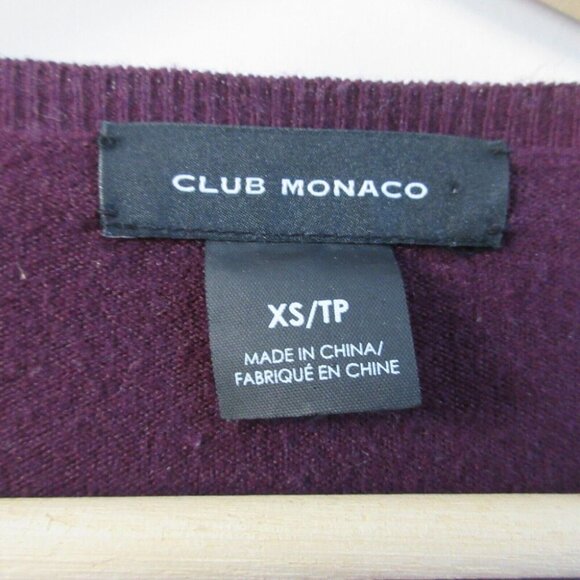 CLUB MONACO
XS/TP
MADE IN CHINA/
FABRIQUÉ EN CHINE